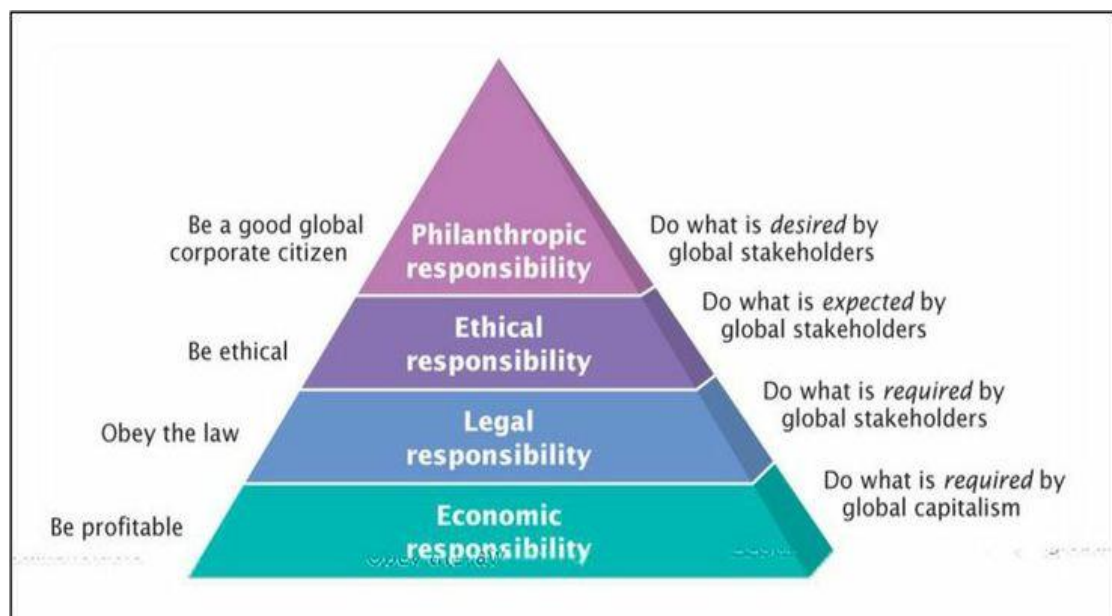 Be a good global
corporate citizen
Philanthropic
responsibility
Do what is desired by
global stakeholders
Be ethical
Ethical
responsibility
Do what is expected by
global stakeholders
Obey the law
Legal
responsibility
Do what is required by
global stakeholders
Be profitable
Economic
responsibility
Do what is required by
global capitalism